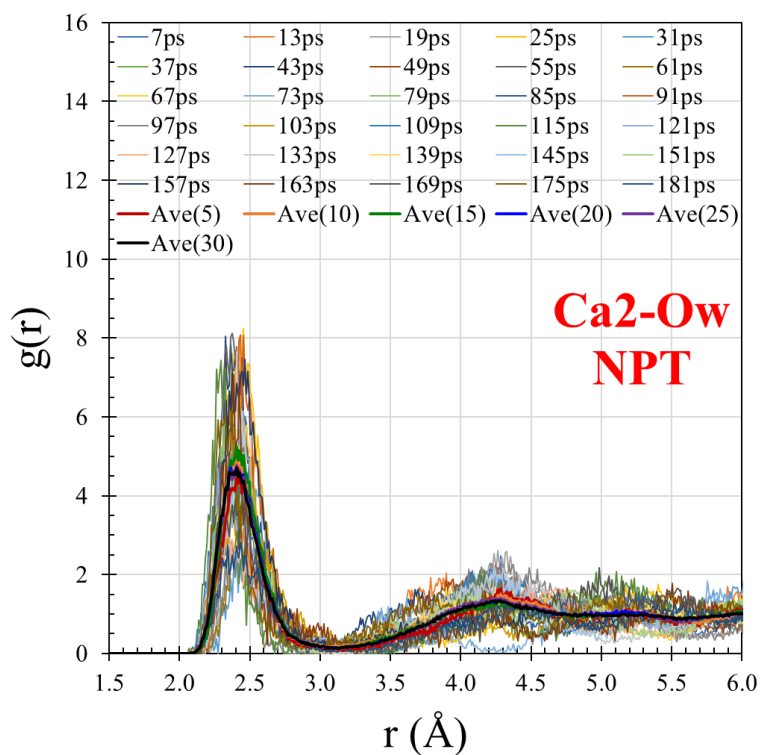 16
14
12
10
8
6
4
2
0
g(r)
7ps 13ps 19ps 25ps 31ps
37ps 43ps 49ps 55ps 61ps
67ps 73ps 79ps 85ps 91ps
97ps 103ps 109ps 115ps 121ps
127ps 133ps 139ps 145ps 151ps
157ps 163ps 169ps 175ps 181ps
Ave(5) Ave(10) Ave(15) Ave(20) Ave(25)
Ave(30)
Ca2-Ow
NPT
1.5 2.0 2.5 3.0 3.5 4.0 4.5 5.0 5.5 6.0
r (Å)